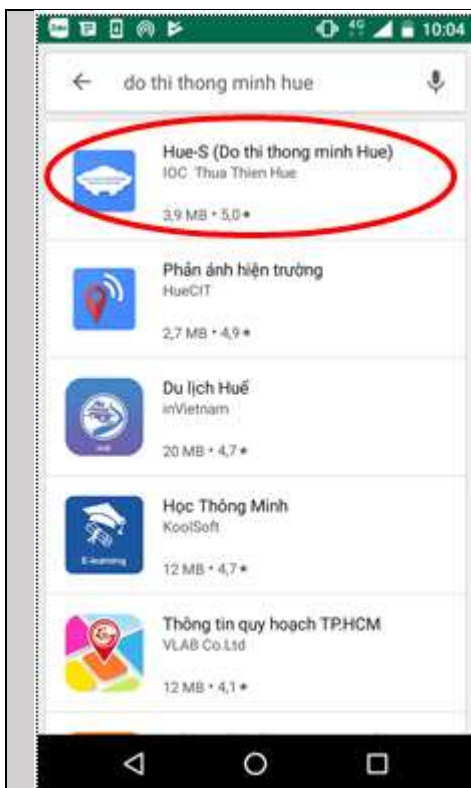 4G 10:04
do thi thong minh hue
Hue-S (Do thi thong minh Hue)
IOC Thua Thien Hue
3,9 MB • 5,0 ★
Phản ánh hiện trường
HueCIT
2,7 MB • 4,9 ★
Du lịch Huế
inVietnam
20 MB • 4,7 ★
Học Thông Minh
KoolSoft
E-learning
12 MB • 4,7 ★
Thông tin quy hoạch TP.HCM
VLAB Co.Ltd
12 MB • 4,1 ★